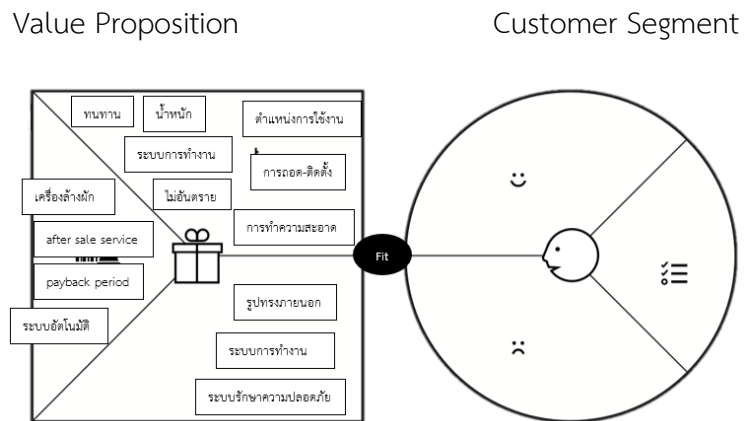 Value Proposition
Customer Segment
ทนทาน
น้ำหนัก
ตำแหน่งการใช้งาน
ระบบการทำงาน
การถอด-ติดตั้ง
เครื่องล้างผัก
ไม่อันตราย
การทำความสะอาด
after sale service
Fit
payback period
รูปทรงภายนอก
ระบบอัตโนมัติ
ระบบการทำงาน
ระบบรักษาความปลอดภัย